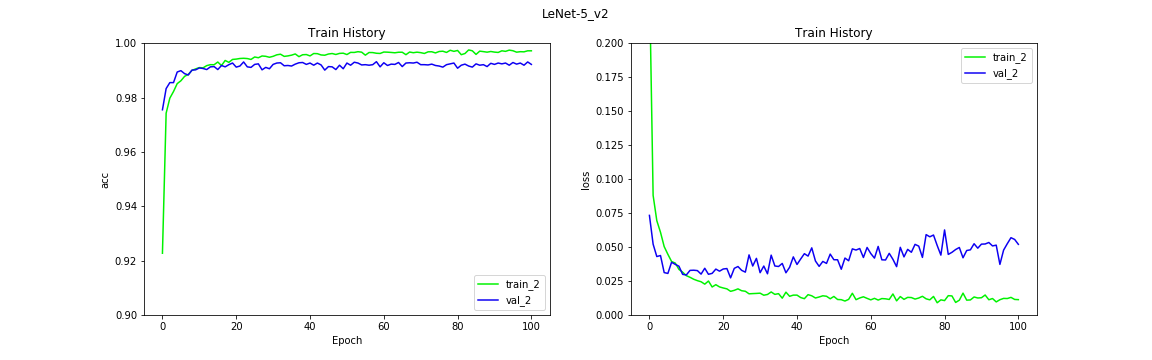 LeNet-5_v2
Train History
1.00
0.98
0.96
0.94
0.92
0.90
acc
0 20 40 60 80 100
Epoch
train_2
val_2
Train History
0.200
0.175
0.150
0.125
0.100
0.075
0.050
0.025
0.000
loss
0 20 40 60 80 100
Epoch
train_2
val_2